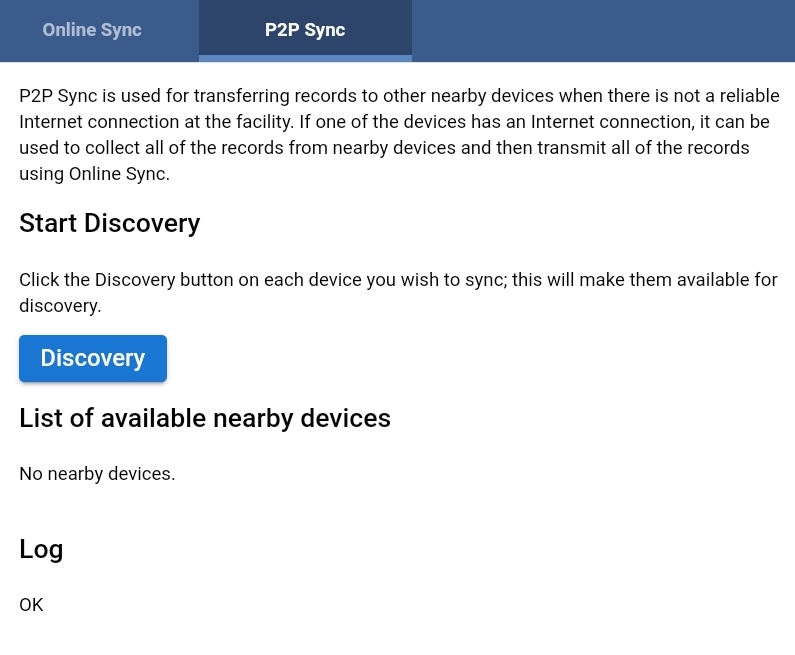 Online Sync
P2P Sync
P2P Sync is used for transferring records to other nearby devices when there is not a reliable
Internet connection at the facility. If one of the devices has an Internet connection, it can be
used to collect all of the records from nearby devices and then transmit all of the records
using Online Sync.
Start Discovery
Click the Discovery button on each device you wish to sync; this will make them available for
discovery.
Discovery
List of available nearby devices
No nearby devices.
Log
OK